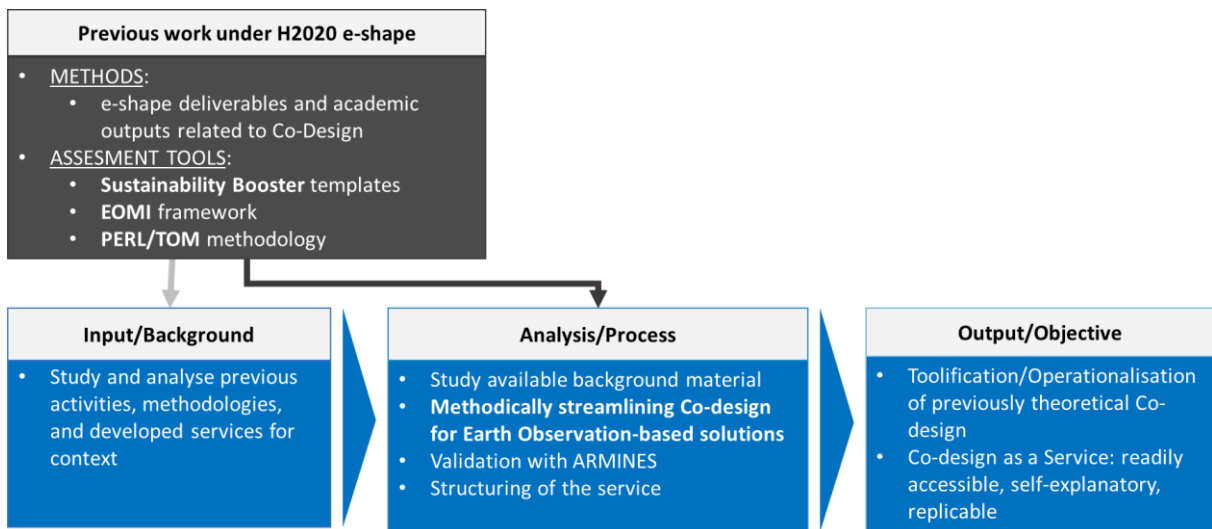 Previous work under H2020 e-shape
• METHODS:
• e-shape deliverables and academic
outputs related to Co-Design
• ASSESMENT TOOLS:
• Sustainability Booster templates
• EOMI framework
• PERL/TOM methodology
Input/Background
• Study and analyse previous
activities, methodologies,
and developed services for
context
Analysis/Process
• Study available background material
• Methodically streamlining Co-design
for Earth Observation-based solutions
• Validation with ARMINES
• Structuring of the service
Output/Objective
• Toolification/Operationalisation
of previously theoretical Co-
design
• Co-design as a Service: readily
accessible, self-explanatory,
replicable